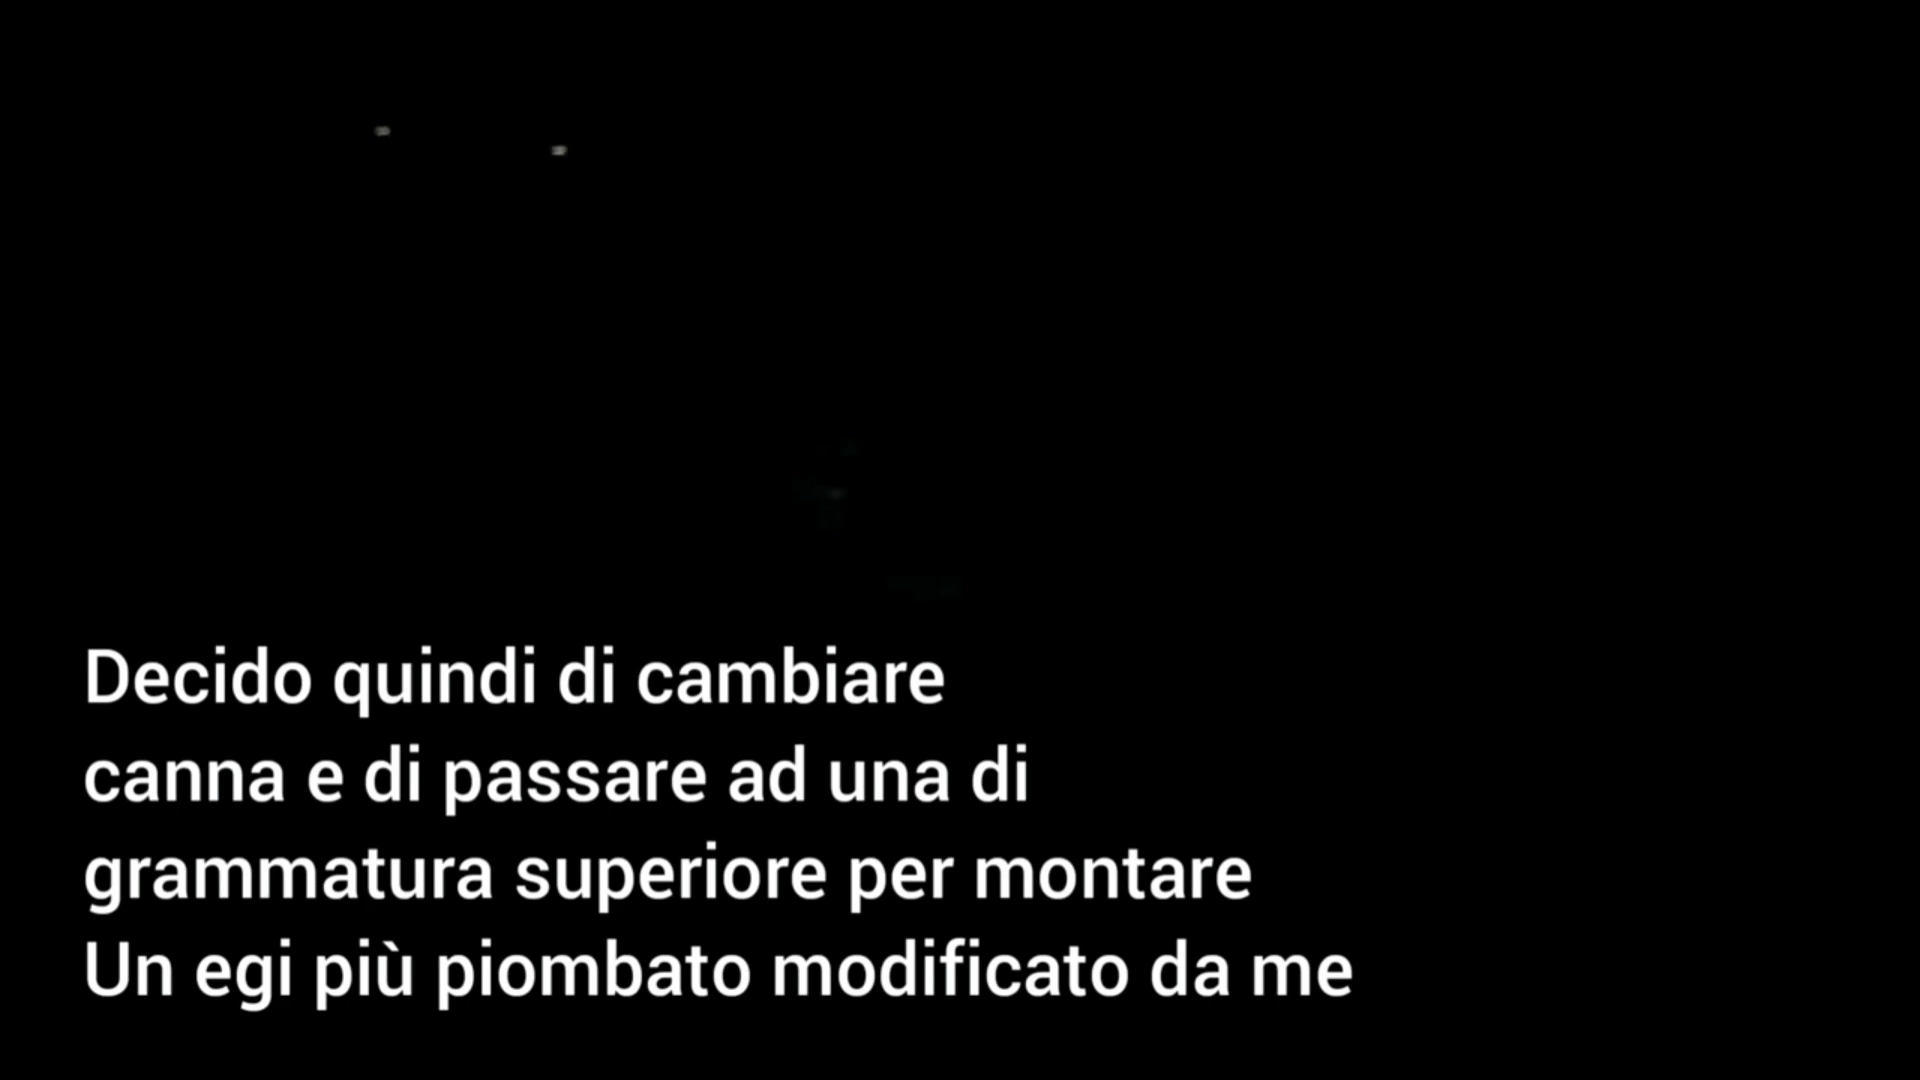 Decido quindi di cambiare
canna e di passare ad una di
grammatura superiore per montare
Un egi più piombato modificato da me